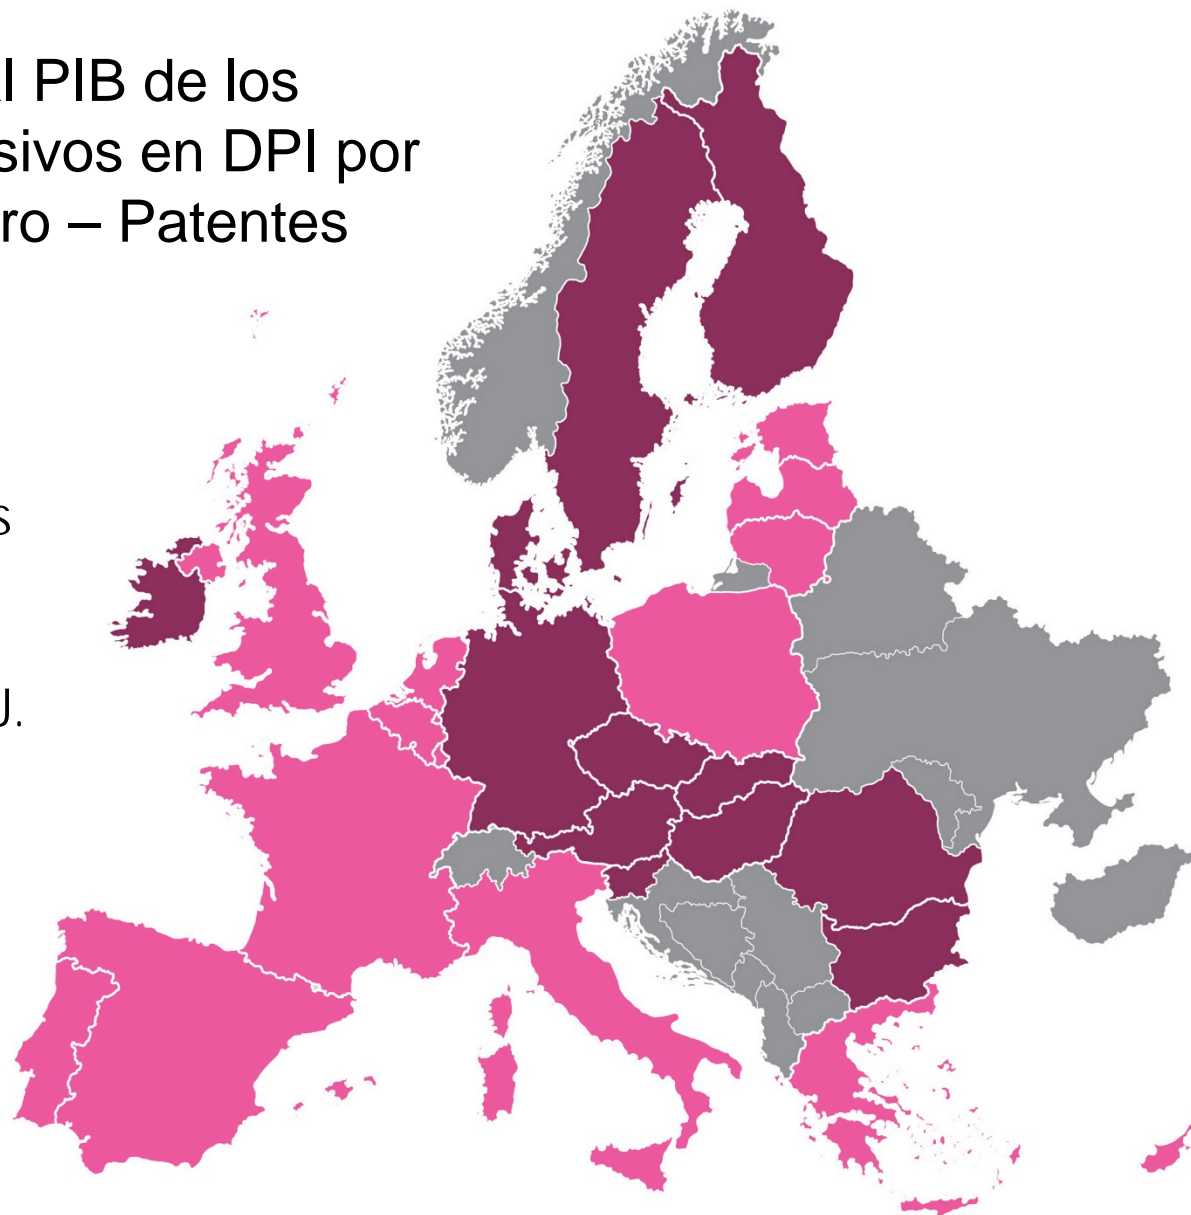 l PIB de los
sivos en DPI por
ro – Patentes
s
J.